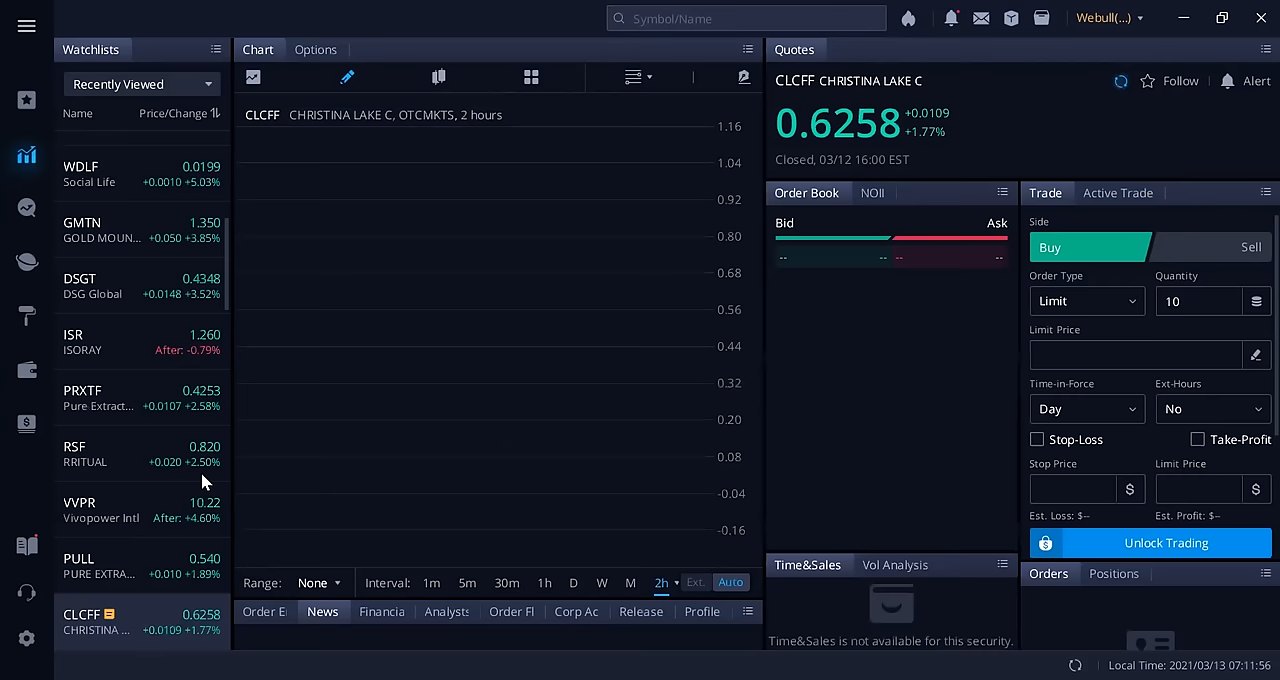 Symbol/Name
Webull(...)
Watchlists
Recently Viewed
Name Price/Change
WDLF 0.0199
Social Life +0.0010 +5.03%
GMTN 1.350
GOLD MOUN... +0.050 +3.85%
DSGT 0.4348
DSG Global +0.0148 +3.52%
ISR 1.260
ISORAY After: -0.79%
PRXTF 0.4253
Pure Extract... +0.0107 +2.58%
RSF 0.820
RRITUAL +0.020 +2.50%
VVPR 10.22
Vivopower Intl After: +4.60%
PULL 0.540
PURE EXTRA... +0.010 +1.89%
CLCFF 0.6258
CHRISTINA ... +0.0109 +1.77%
Chart Options
CLCFF CHRISTINA LAKE C, OTCMKTS, 2 hours
1.16
1.04
0.92
0.80
0.68
0.56
0.44
0.32
0.20
0.08
-0.04
-0.16
Range: None Interval: 1m 5m 30m 1h D W M 2h Ext. Auto
Order E News Financia Analysts Order Fl Corp Ac Release Profile
Quotes
CLCFF CHRISTINA LAKE C Follow Alert
0.6258 +0.0109
+1.77%
Closed, 03/12 16:00 EST
Order Book NOII
Bid Ask
-- -- -- --
Time&Sales Vol Analysis
Time&Sales is not available for this security.
Trade Active Trade
Side
Buy Sell
Order Type Quantity
Limit 10
Limit Price
Time-in-Force Ext-Hours
Day No
Stop-Loss Take-Profit
Stop Price Limit Price
$ $
Est. Loss: $-- Est. Profit: $--
Unlock Trading
Orders Positions
Local Time: 2021/03/13 07:11:56